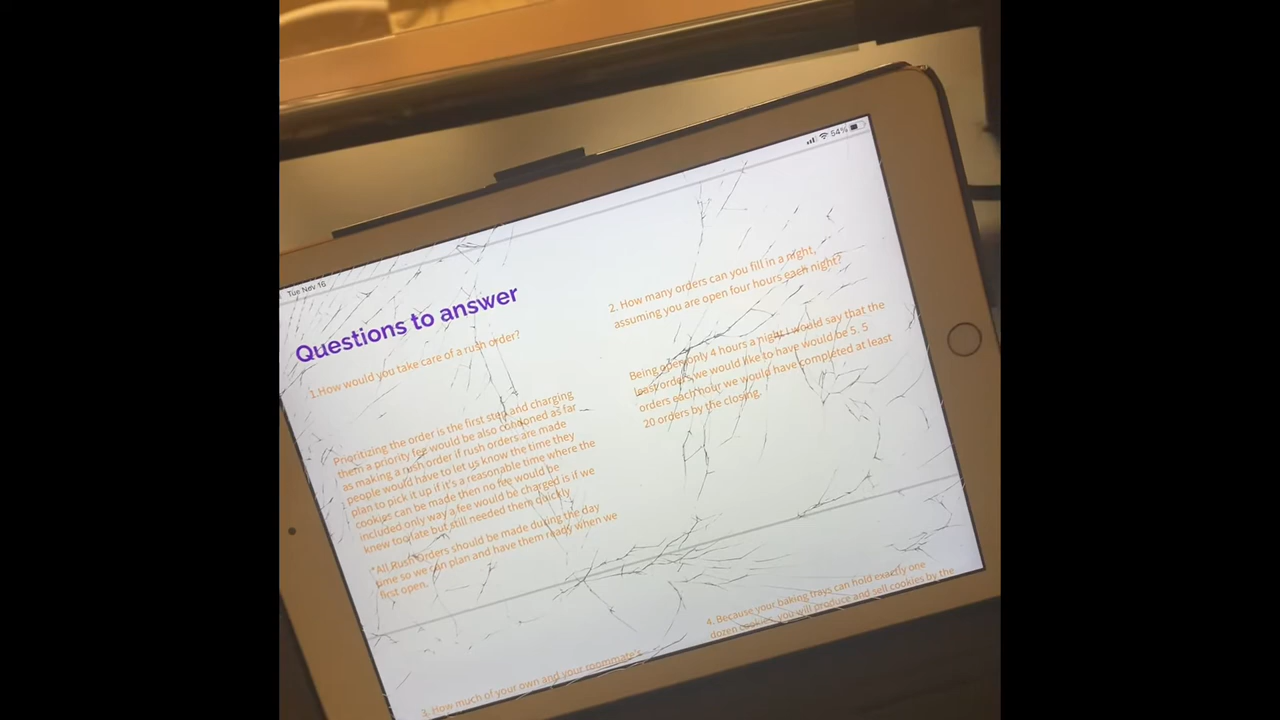 54%
Tue Nov 16
Questions to answer
1.How would you take care of a rush order?
Prioritizing the order is the first step and charging
them a priority fee would be also condoned as far
as making a rush order if rush orders are made
people would have to let us know the time they
plan to pick it up if it's a reasonable time where the
cookies can be made then no fee would be
included only way a fee would be charged is if we
knew too late but still needed them quickly
*All Rush Orders should be made during the day
time so we can plan and have them ready when we
first open.
2. How many orders can you fill in a night,
assuming you are open four hours each night?
Being open only 4 hours a night I would say that the
least orders we would like to have would be 5. 5
orders each hour we would have completed at least
20 orders by the closing.
3. How much of your own and your roommate's
4. Because your baking trays can hold exactly one
dozen cookies, you will produce and sell cookies by the